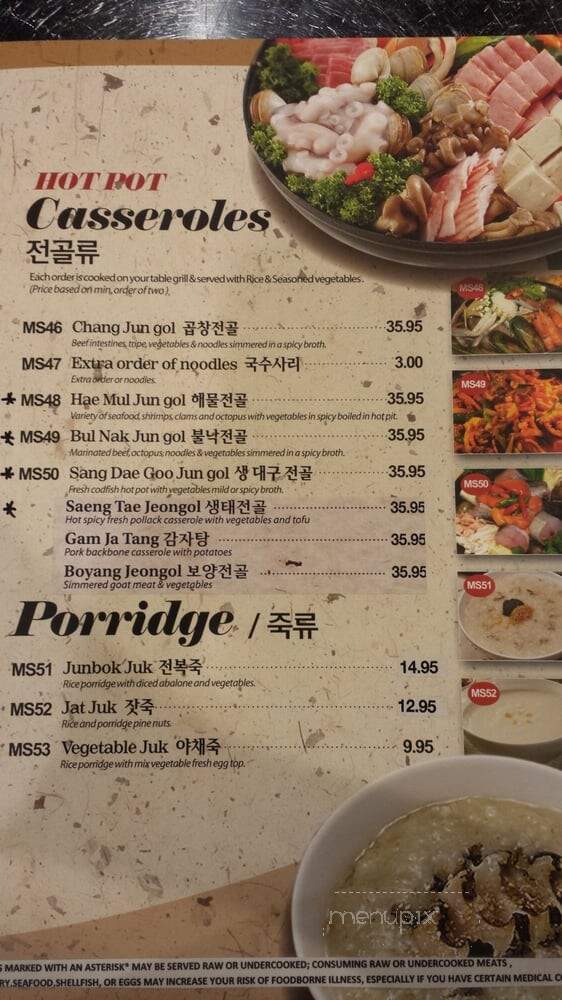 HOT POT
Casseroles
전골류
Each order is cooked on your table grill & served with Rice & Seasoned vegetables.
(Price based on min, order of two)
MS46 Chang Jun gol 곱창전골 35.95
Beef intestines, tripe, vegetables & noodles simmered in a spicy broth.
MS47 Extra order of noodles 국수사리 3.00
Extra order or noodles.
* MS48 Hae Mul Jun gol 해물전골 35.95
Variety of seafood, shrimps, clams and octopus with vegetables in spicy boiled in hot pit.
* MS49 Bul Nak Jun gol 불낙전골 35.95
Marinated beef, octopus, noodles & vegetables simmered in a spicy broth.
* MS50 Sang Dae Goo Jun gol 생 대구 전골 35.95
Fresh codfish hot pot with vegetables mild or spicy broth.
* Saeng Tae Jeongol 생태전골 35.95
Hot spicy fresh pollack casserole with vegetables and tofu
Gam Ja Tang 감자탕 35.95
Pork backbone casserole with potatoes
Boyang Jeongol 보양전골 35.95
Simmered goat meat & vegetables
MS48
MS49
MS50
MS51
MS52
Porridge / 죽류
MS51 Junbok Juk 전복죽 14.95
Rice porridge with diced abalone and vegetables.
MS52 Jat Juk 잣죽 12.95
Rice and porridge pine nuts.
MS53 Vegetable Juk 야채죽 9.95
Rice porridge with mix vegetable fresh egg top.
menupix
S MARKED WITH AN ASTERISK* MAY BE SERVED RAW OR UNDERCOOKED; CONSUMING RAW OR UNDERCOOKED MEATS ,
RY,SEAFOOD,SHELLFISH, OR EGGS MAY INCREASE YOUR RISK OF FOODBORNE ILLNESS, ESPECIALLY IF YOU HAVE CERTAIN MEDICAL CO